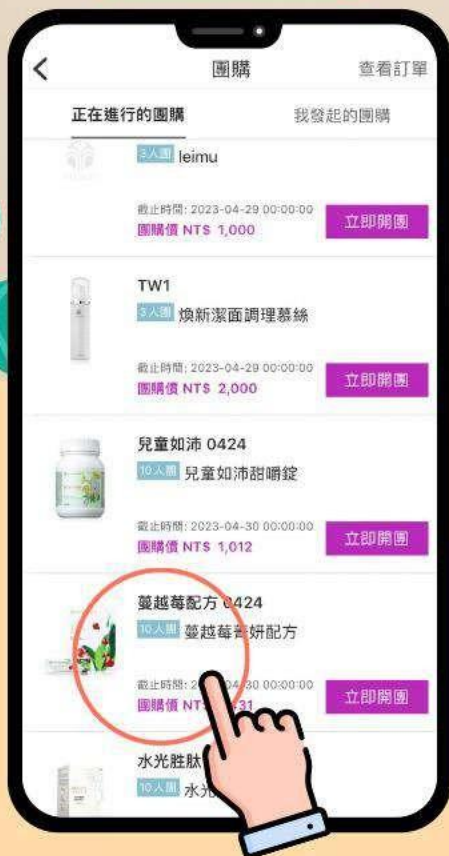 團購
查看訂單
正在進行的團購
我發起的團購
3人團 leimu
截止時間: 2023-04-29 00:00:00
團購價 NT$ 1,000
立即開團
TW1
3人團 煥新潔面調理慕絲
截止時間: 2023-04-29 00:00:00
團購價 NT$ 2,000
立即開團
兒童如沛 0424
10人團 兒童如沛甜嚼錠
截止時間: 2023-04-30 00:00:00
團購價 NT$ 1,012
立即開團
蔓越莓配方 0424
10人團 蔓越莓 妍配方
截止時間: 2 04-30 00:00:00
團購價 NT 431
立即開團
水光胜肽
10人團 水光